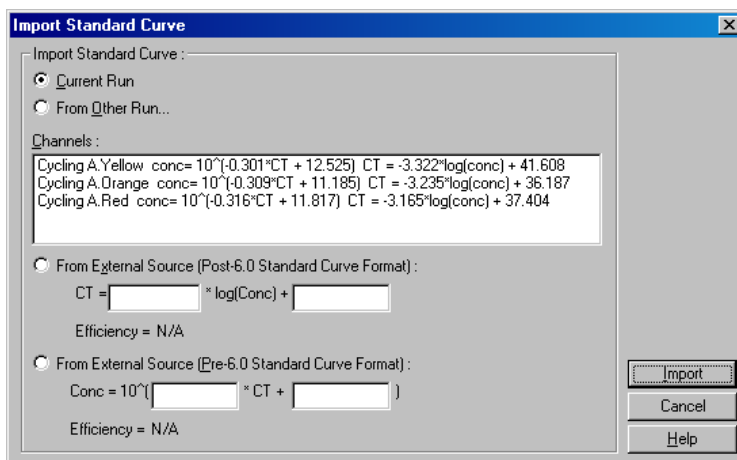 Import Standard Curve
Import Standard Curve :
Current Run
From Other Run...
Channels :
Cycling A.Yellow conc= 10^(-0.301*CT + 12.525) CT = -3.322*log(conc) + 41.608
Cycling A.Orange conc= 10^(-0.309*CT + 11.185) CT = -3.235*log(conc) + 36.187
Cycling A.Red conc= 10^(-0.316*CT + 11.817) CT = -3.165*log(conc) + 37.404
From External Source (Post-6.0 Standard Curve Format) :
CT = * log(Conc) +
Efficiency = N/A
From External Source (Pre-6.0 Standard Curve Format) :
Conc = 10^( * CT + )
Efficiency = N/A
Import
Cancel
Help